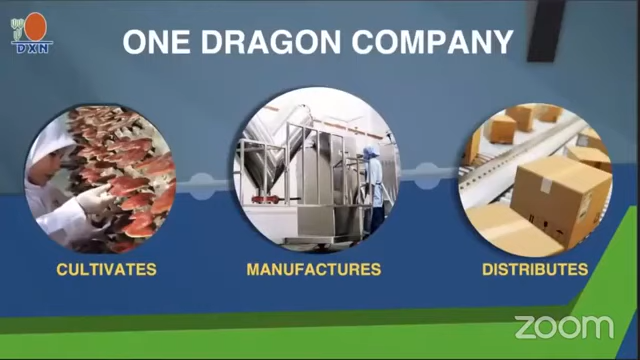 DXN
ONE DRAGON COMPANY
CULTIVATES
MANUFACTURES
DISTRIBUTES
zoom